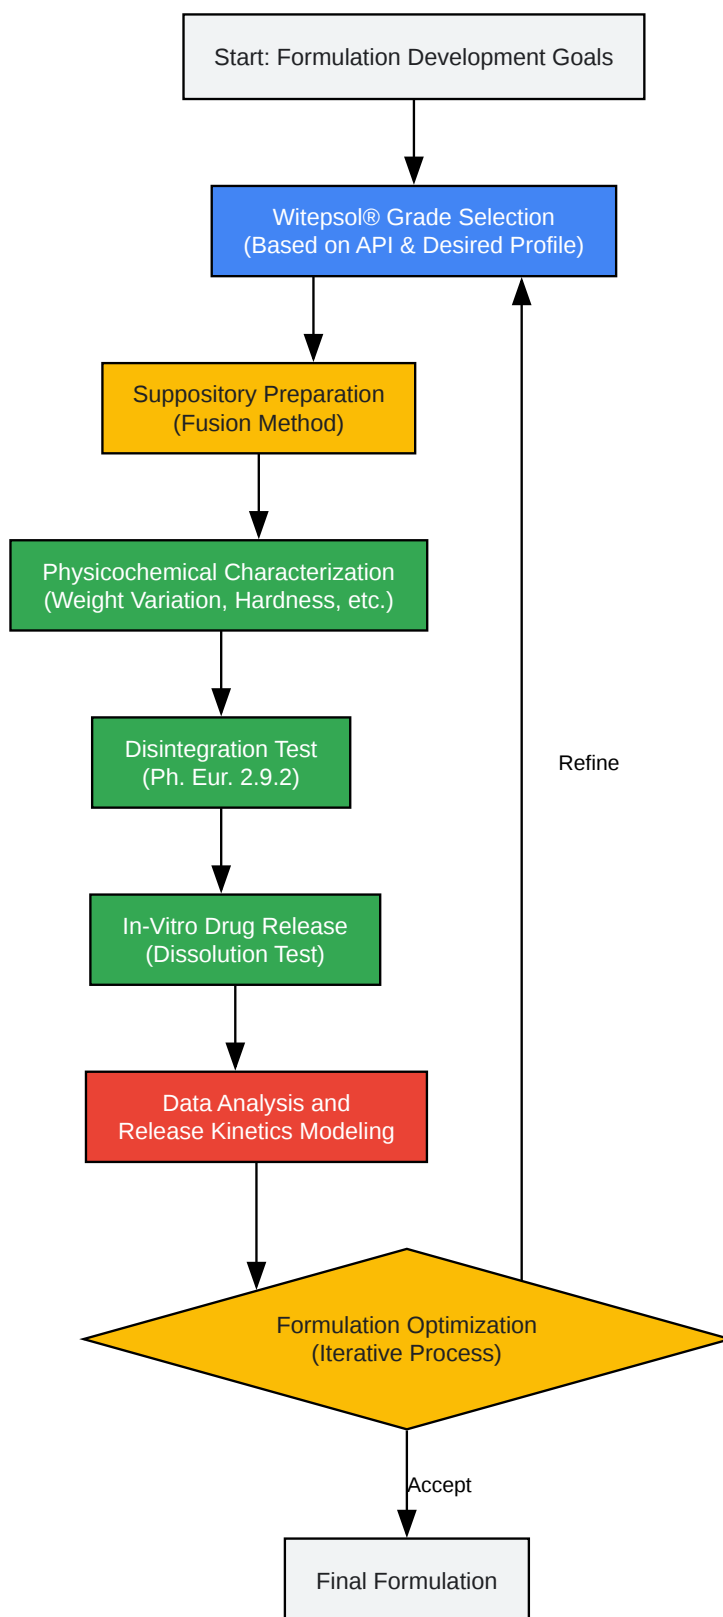 Start: Formulation Development Goals
Witepsol® Grade Selection
(Based on API & Desired Profile)
Suppository Preparation
(Fusion Method)
Physicochemical Characterization
(Weight Variation, Hardness, etc.)
Disintegration Test
(Ph. Eur. 2.9.2)
Refine
In-Vitro Drug Release
(Dissolution Test)
Data Analysis and
Release Kinetics Modeling
Formulation Optimization
(Iterative Process)
Accept
Final Formulation